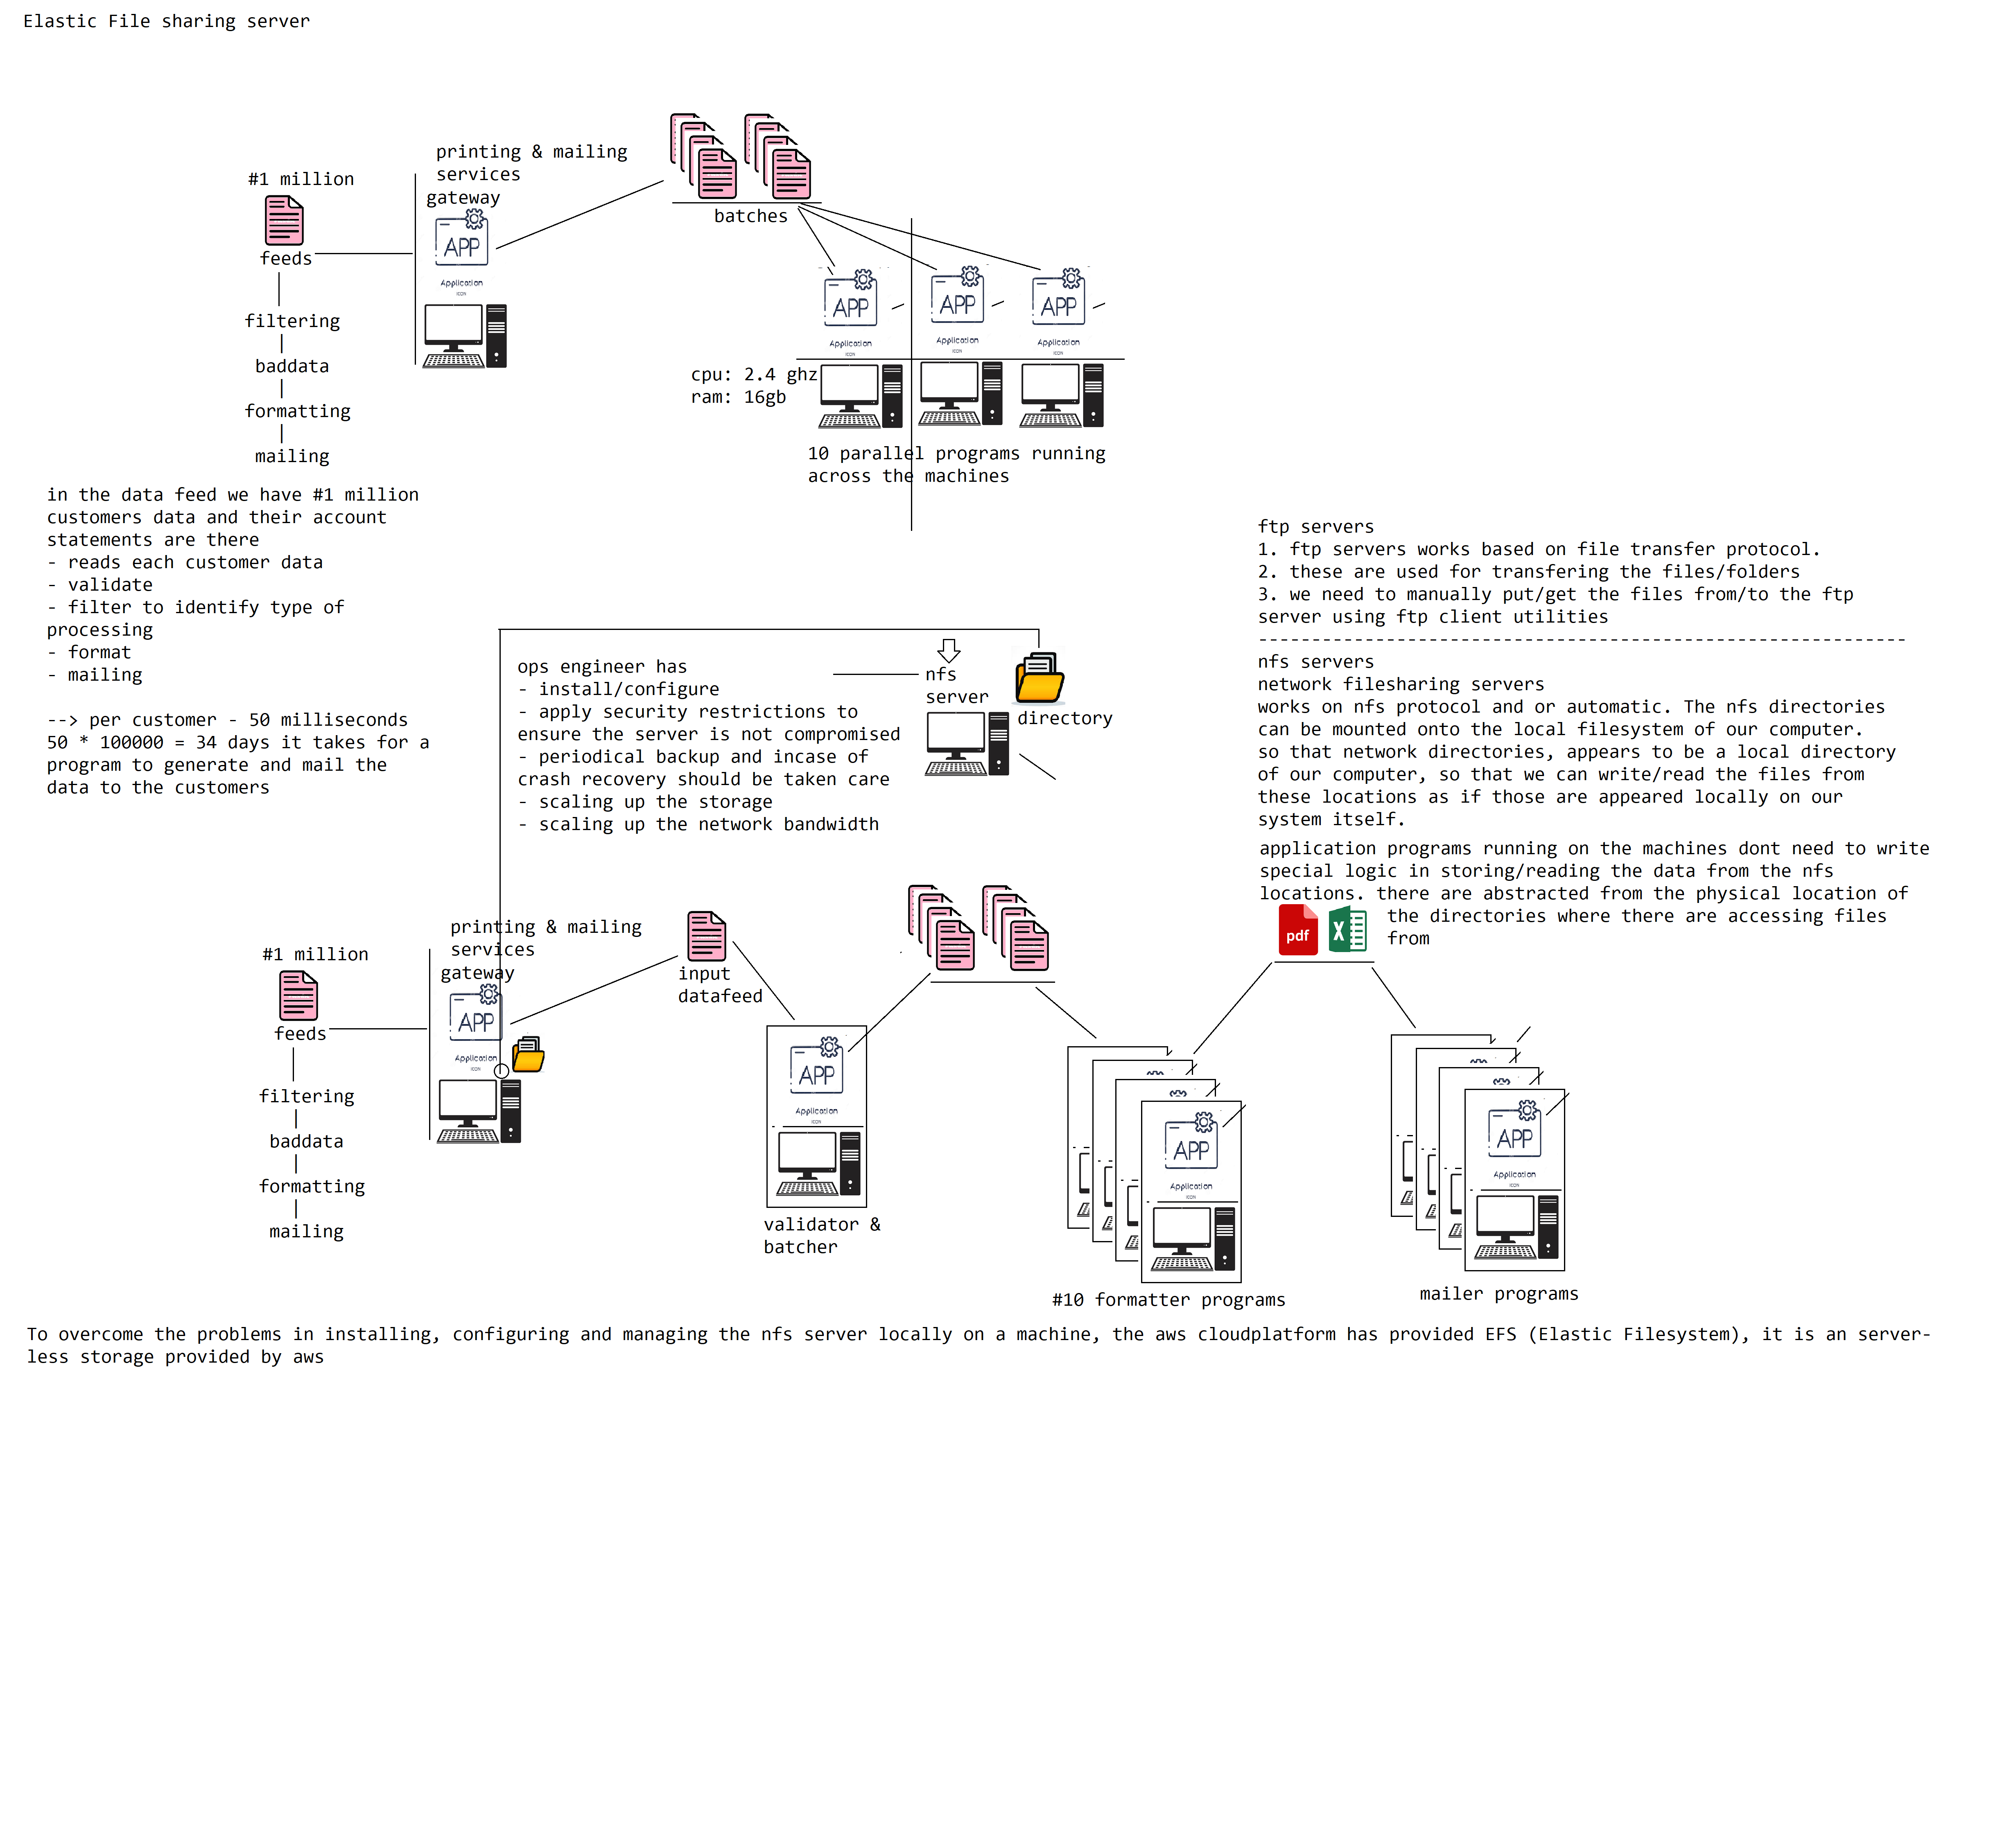 Elastic File sharing server
printing & mailing
services
gateway
#1 million
feeds
APP
Application
ICON
batches
filtering
|
baddata
|
formatting
|
mailing
APP
Application
ICON
APP
Application
ICON
APP
Application
ICON
cpu: 2.4 ghz
ram: 16gb
10 parallel programs running
across the machines
in the data feed we have #1 million
customers data and their account
statements are there
- reads each customer data
- validate
- filter to identify type of
processing
- format
- mailing
--> per customer - 50 milliseconds
50 * 100000 = 34 days it takes for a
program to generate and mail the
data to the customers
ops engineer has
- install/configure
- apply security restrictions to
ensure the server is not compromised
- periodical backup and incase of
crash recovery should be taken care
- scaling up the storage
- scaling up the network bandwidth
nfs
server
directory
ftp servers
1. ftp servers works based on file transfer protocol.
2. these are used for transfering the files/folders
3. we need to manually put/get the files from/to the ftp
server using ftp client utilities
-------------------------------------------------------------
nfs servers
network filesharing servers
works on nfs protocol and or automatic. The nfs directories
can be mounted onto the local filesystem of our computer.
so that network directories, appears to be a local directory
of our computer, so that we can write/read the files from
these locations as if those are appeared locally on our
system itself.
application programs running on the machines dont need to write
special logic in storing/reading the data from the nfs
locations. there are abstracted from the physical location of
the directories where there are accessing files
from
pdf
X
printing & mailing
services
gateway
#1 million
feeds
APP
Application
ICON
input
datafeed
filtering
|
baddata
|
formatting
|
mailing
APP
Application
ICON
validator &
batcher
APP
Application
ICON
#10 formatter programs
APP
Application
ICON
mailer programs
To overcome the problems in installing, configuring and managing the nfs server locally on a machine, the aws cloudplatform has provided EFS (Elastic Filesystem), it is an server-
less storage provided by aws